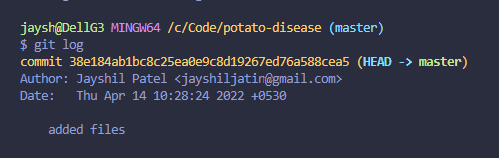 jaysh@DellG3 MINGW64 /c/Code/potato-disease (master)
$ git log
commit 38e184ab1bc8c25ea0e9c8d19267ed76a588cea5 (HEAD -> master)
Author: Jayshil Patel <jayshiljatin@gmail.com>
Date:   Thu Apr 14 10:28:24 2022 +0530
    added files